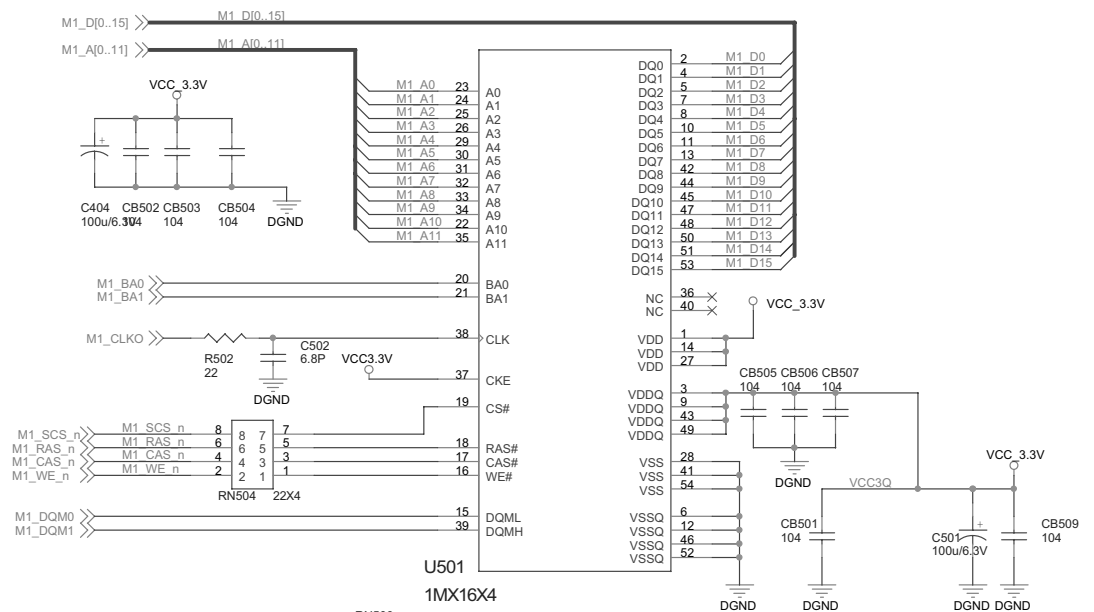 M1_D[0..15]
M1_D[0..15]
M1_A[0..11]
M1_A[0..11]
VCC_3.3V
C404
100u/6.3V
CB502
104
CB503
104
CB504
104
DGND
M1_A0 23 A0
M1_A1 24 A1
M1_A2 25 A2
M1_A3 26 A3
M1_A4 29 A4
M1_A5 30 A5
M1_A6 31 A6
M1_A7 32 A7
M1_A8 33 A8
M1_A9 34 A9
M1_A10 22 A10
M1_A11 35 A11
M1_BA0 20 BA0
M1_BA1 21 BA1
M1_CLKO 38 CLK
R502
22
C502
6.8P
DGND
VCC3.3V
37 CKE
19 CS#
M1_SCS_n M1_SCS_n 8 8 7 7
M1_RAS_n M1_RAS_n 6 6 5 5 18 RAS#
M1_CAS_n M1_CAS_n 4 4 3 3 17 CAS#
M1_WE_n M1_WE_n 2 2 1 1 16 WE#
RN504 22X4
M1_DQM0 15 DQML
M1_DQM1 39 DQMH
U501
1MX16X4
DQ0 2 M1_D0
DQ1 4 M1_D1
DQ2 5 M1_D2
DQ3 7 M1_D3
DQ4 8 M1_D4
DQ5 10 M1_D5
DQ6 11 M1_D6
DQ7 13 M1_D7
DQ8 42 M1_D8
DQ9 44 M1_D9
DQ10 45 M1_D10
DQ11 47 M1_D11
DQ12 48 M1_D12
DQ13 50 M1_D13
DQ14 51 M1_D14
DQ15 53 M1_D15
NC 36
NC 40
VCC_3.3V
VDD 1
VDD 14
VDD 27
VDDQ 3
VDDQ 9
VDDQ 43
VDDQ 49
CB505 CB506 CB507
104 104 104
DGND
VSS 28
VSS 41
VSS 54
VSSQ 6
VSSQ 12
VSSQ 46
VSSQ 52
DGND
VCC3Q
VCC_3.3V
CB501
104
C501
100u/6.3V
CB509
104
DGND
DGND
DGND